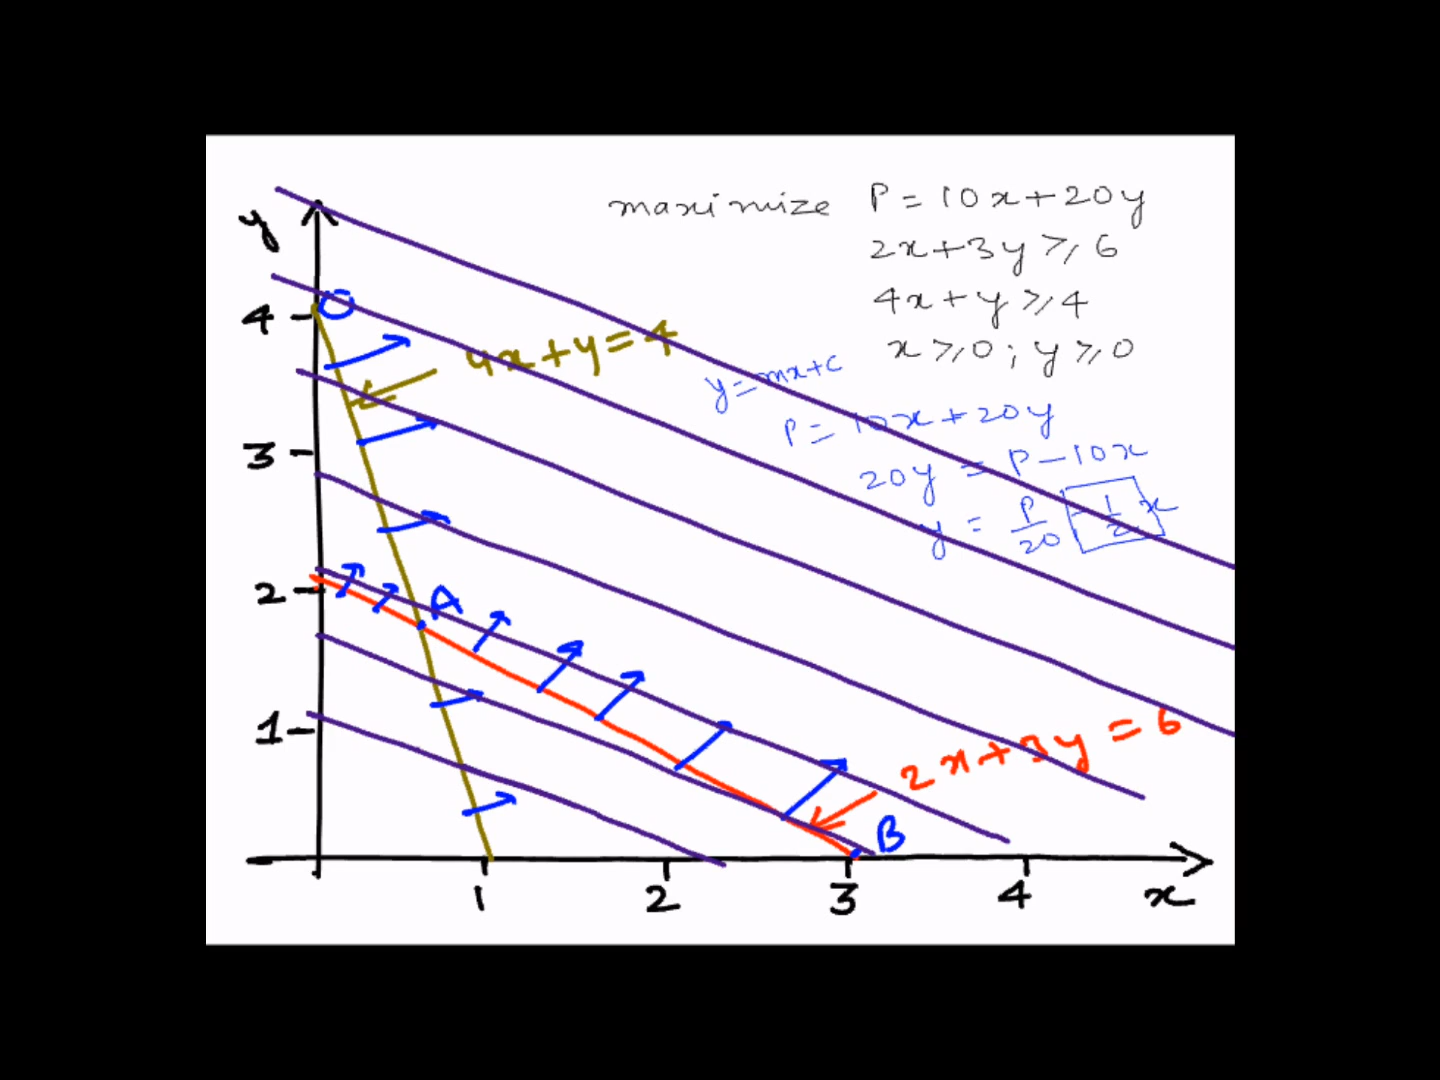 maximize P = 10x + 20y
2x + 3y ≥ 6
4x + y ≥ 4
x ≥ 0 ; y ≥ 0
y = mx + c
P = 10x + 20y
20y = P - 10x
y = P/20 - 1/2 x
y
4
C
4x + y = 4
3
2
A
1
2x + 3y = 6
B
1 2 3 4 x